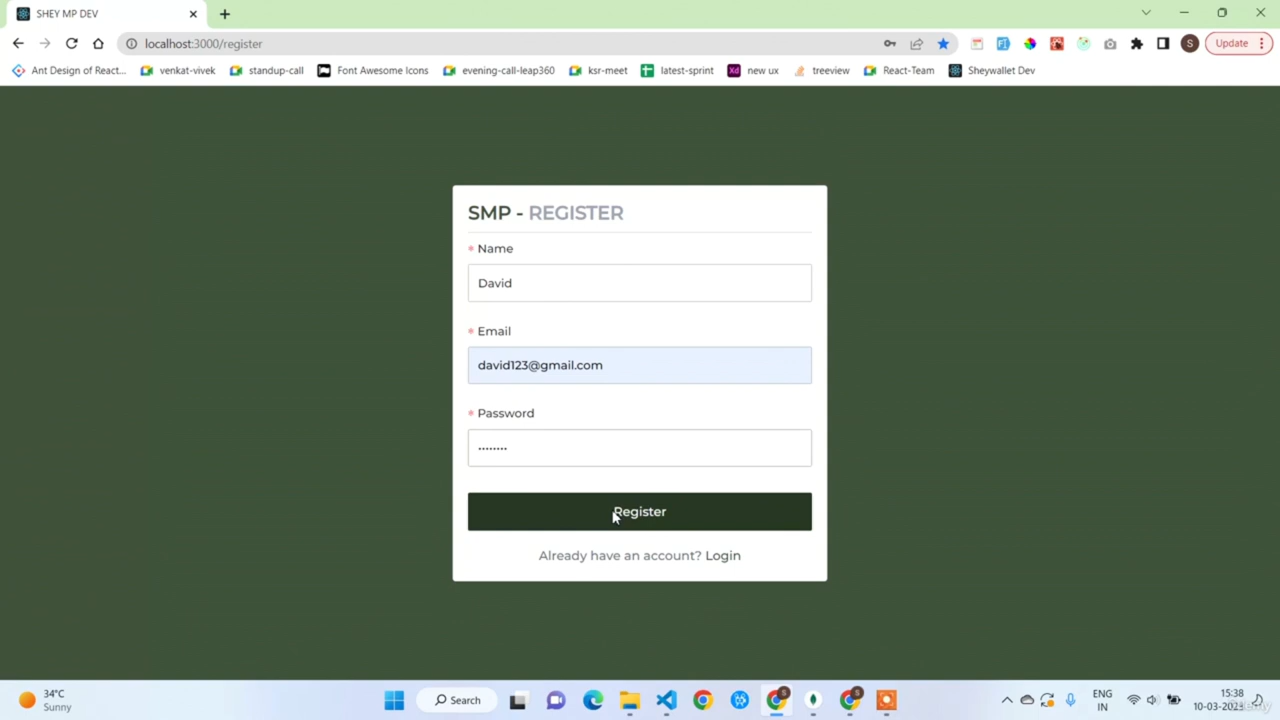 SHEY MP DEV
localhost:3000/register
S
Update
Ant Design of React...
venkat-vivek
standup-call
Font Awesome Icons
evening-call-leap360
ksr-meet
latest-sprint
Xd new ux
treeview
React-Team
Sheywallet Dev
SMP - REGISTER
* Name
David
* Email
david123@gmail.com
* Password
••••••••
Register
Already have an account? Login
34°C
Sunny
Search
ENG
IN
15:38
10-03-2023